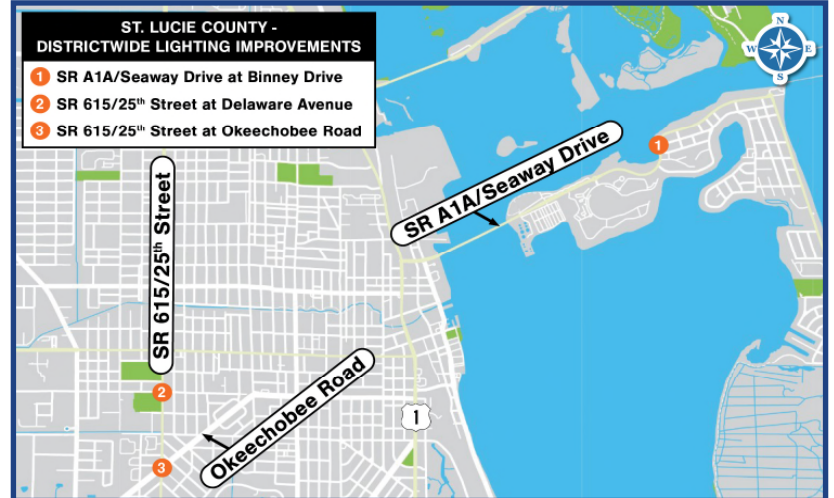 ST. LUCIE COUNTY -
DISTRICTWIDE LIGHTING IMPROVEMENTS
1 SR A1A/Seaway Drive at Binney Drive
2 SR 615/25th Street at Delaware Avenue
3 SR 615/25th Street at Okeechobee Road
N
W E
S
1
SR A1A/Seaway Drive
SR 615/25th Street
2
Okeechobee Road
1
3